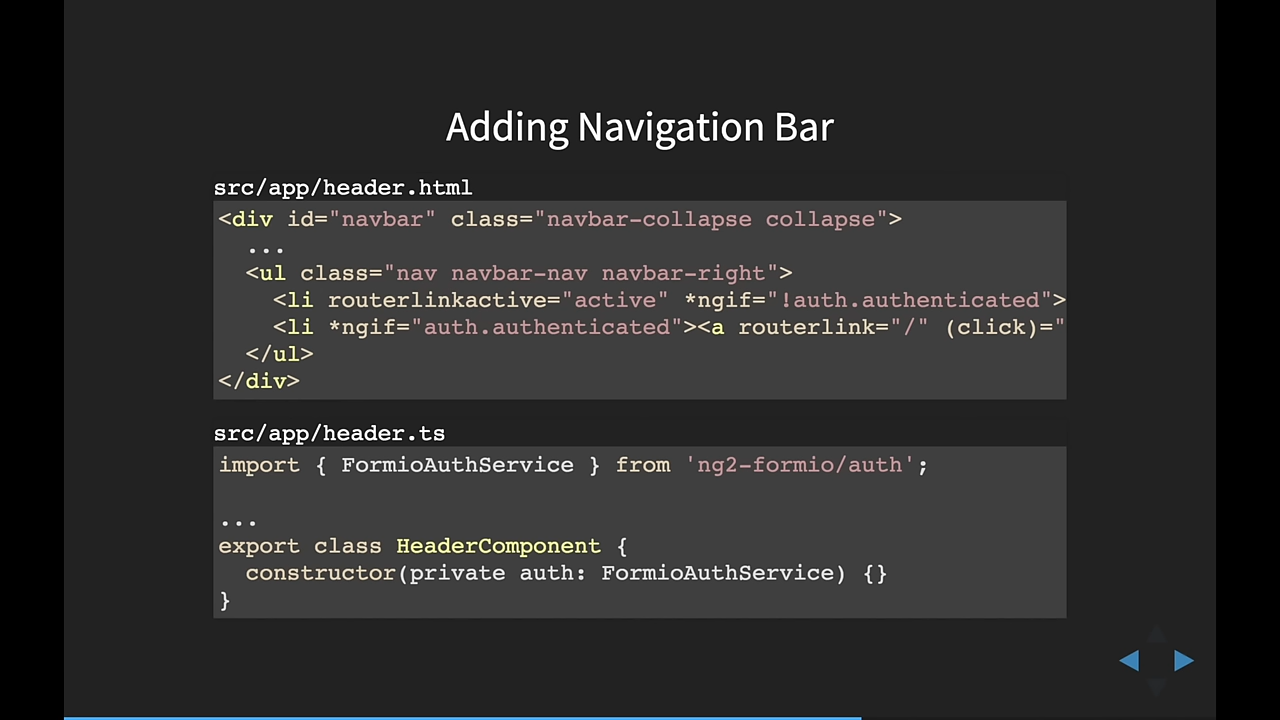 Adding Navigation Bar
src/app/header.html
<div id="navbar" class="navbar-collapse collapse">
  ...
  <ul class="nav navbar-nav navbar-right">
    <li routerlinkactive="active" *ngif="!auth.authenticated">
    <li *ngif="auth.authenticated"><a routerlink="/" (click)="
  </ul>
</div>
src/app/header.ts
import { FormioAuthService } from 'ng2-formio/auth';
...
export class HeaderComponent {
  constructor(private auth: FormioAuthService) {}
}